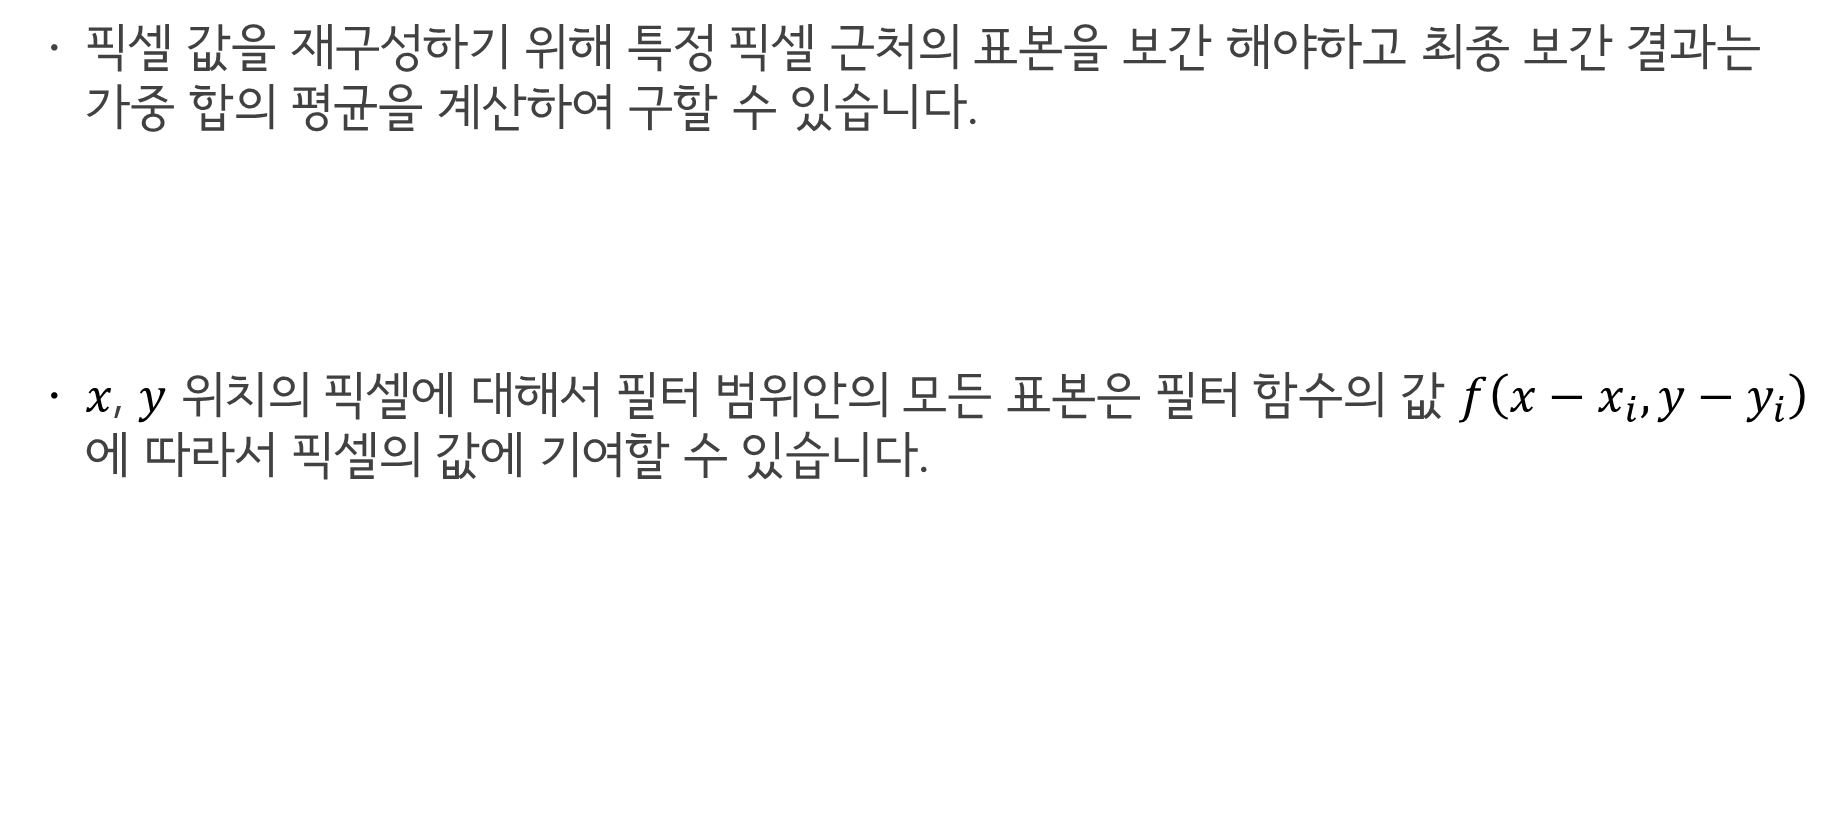 · 픽셀 값을 재구성하기 위해 특정 픽셀 근처의 표본을 보간 해야하고 최종 보간 결과는
가중 합의 평균을 계산하여 구할 수 있습니다.
· x, y 위치의 픽셀에 대해서 필터 범위안의 모든 표본은 필터 함수의 값 f(x − xᵢ, y − yᵢ)
에 따라서 픽셀의 값에 기여할 수 있습니다.